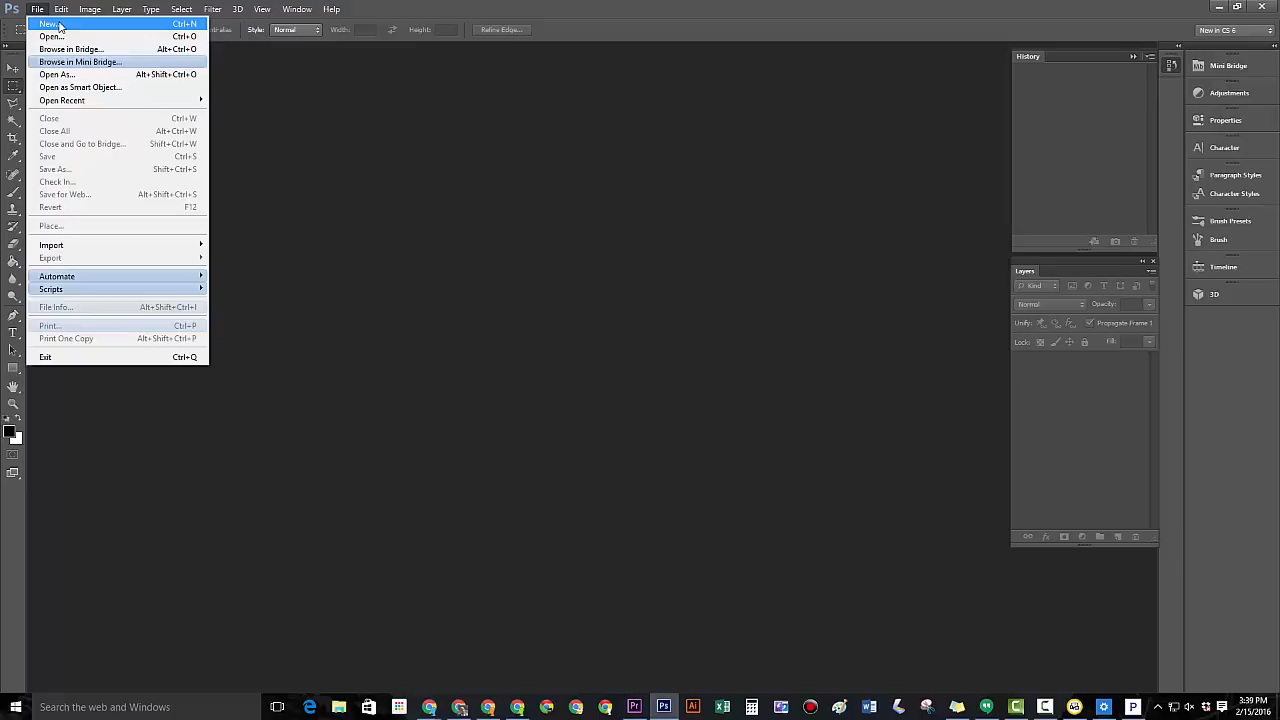 Ps File Edit Image Layer Type Select Filter 3D View Window Help
Style: Normal Width: Height: Refine Edge... New in CS 6
New... Ctrl+N
Open... Ctrl+O
Browse in Bridge... Alt+Ctrl+O
Browse in Mini Bridge...
Open As... Alt+Shift+Ctrl+O
Open as Smart Object...
Open Recent
Close Ctrl+W
Close All Alt+Ctrl+W
Close and Go to Bridge... Shift+Ctrl+W
Save Ctrl+S
Save As... Shift+Ctrl+S
Check In...
Save for Web... Alt+Shift+Ctrl+S
Revert F12
Place...
Import
Export
Automate
Scripts
File Info... Alt+Shift+Ctrl+I
Print... Ctrl+P
Print One Copy Alt+Shift+Ctrl+P
Exit Ctrl+Q
History
Layers
Kind
Normal Opacity:
Unify: Propagate Frame 1
Lock: Fill:
Mb Mini Bridge
Adjustments
Properties
A Character
Paragraph Styles
Character Styles
Brush Presets
Brush
Timeline
3D
Search the web and Windows
Pr Ps Ai
3:39 PM
2/15/2016